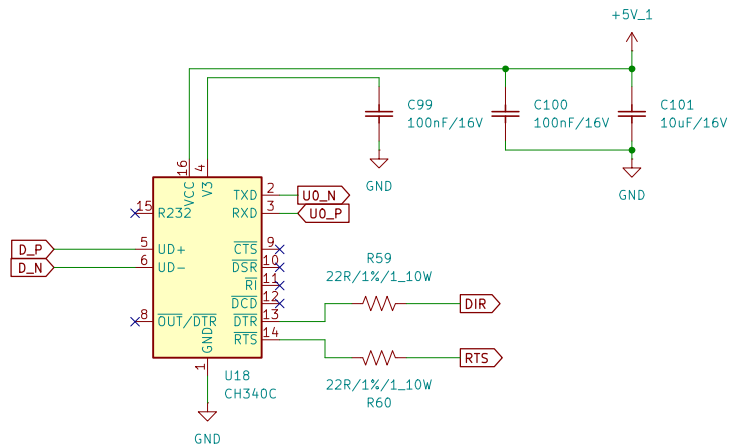 +5V_1
C99
100nF/16V
C100
100nF/16V
C101
10uF/16V
GND
GND
16
4
VCC
V3
15
R232
TXD
2
U0_N
RXD
3
U0_P
D_P
5
UD+
D_N
6
UD-
CTS
9
DSR
10
RI
11
DCD
12
8
OUT/DTR
DTR
13
RTS
14
GND
1
R59
22R/1%/1_10W
DIR
RTS
22R/1%/1_10W
R60
U18
CH340C
GND